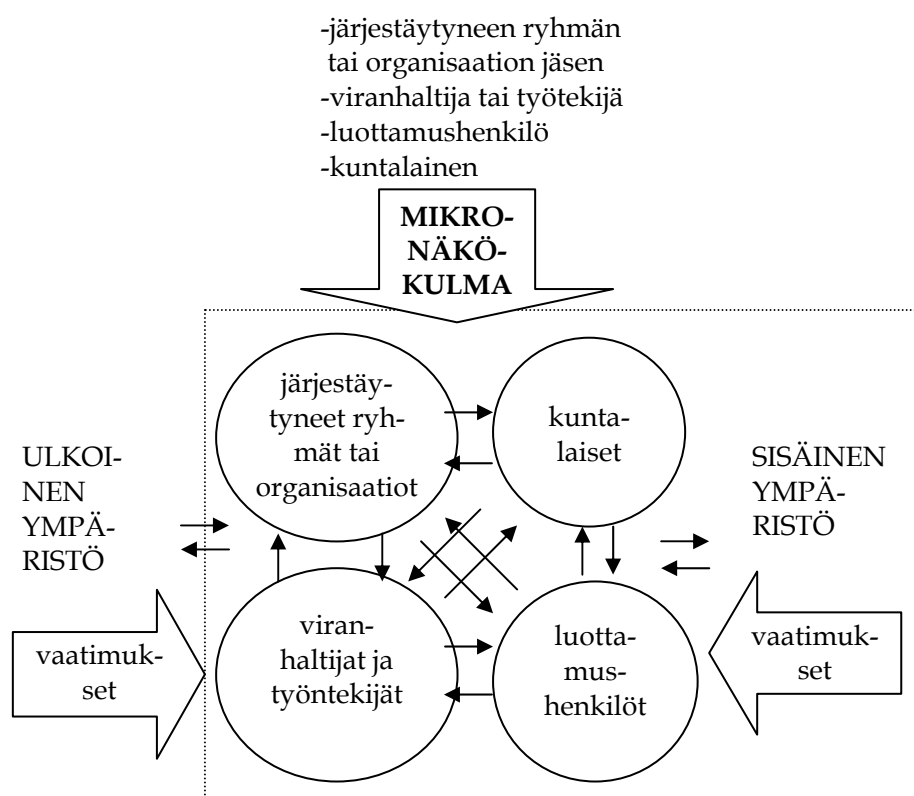 -järjestäytyneen ryhmän
tai organisaation jäsen
-viranhaltija tai työtekijä
-luottamushenkilö
-kuntalainen
MIKRO-
NÄKÖ-
KULMA
järjestäy-
tyneet ryh-
mät tai
organisaatiot
kunta-
laiset
ULKOI-
NEN
YMPÄ-
RISTÖ
SISÄINEN
YMPÄ-
RISTÖ
vaatimuk-
set
viran-
haltijat ja
työntekijät
luotta-
mus-
henkilöt
vaatimuk-
set